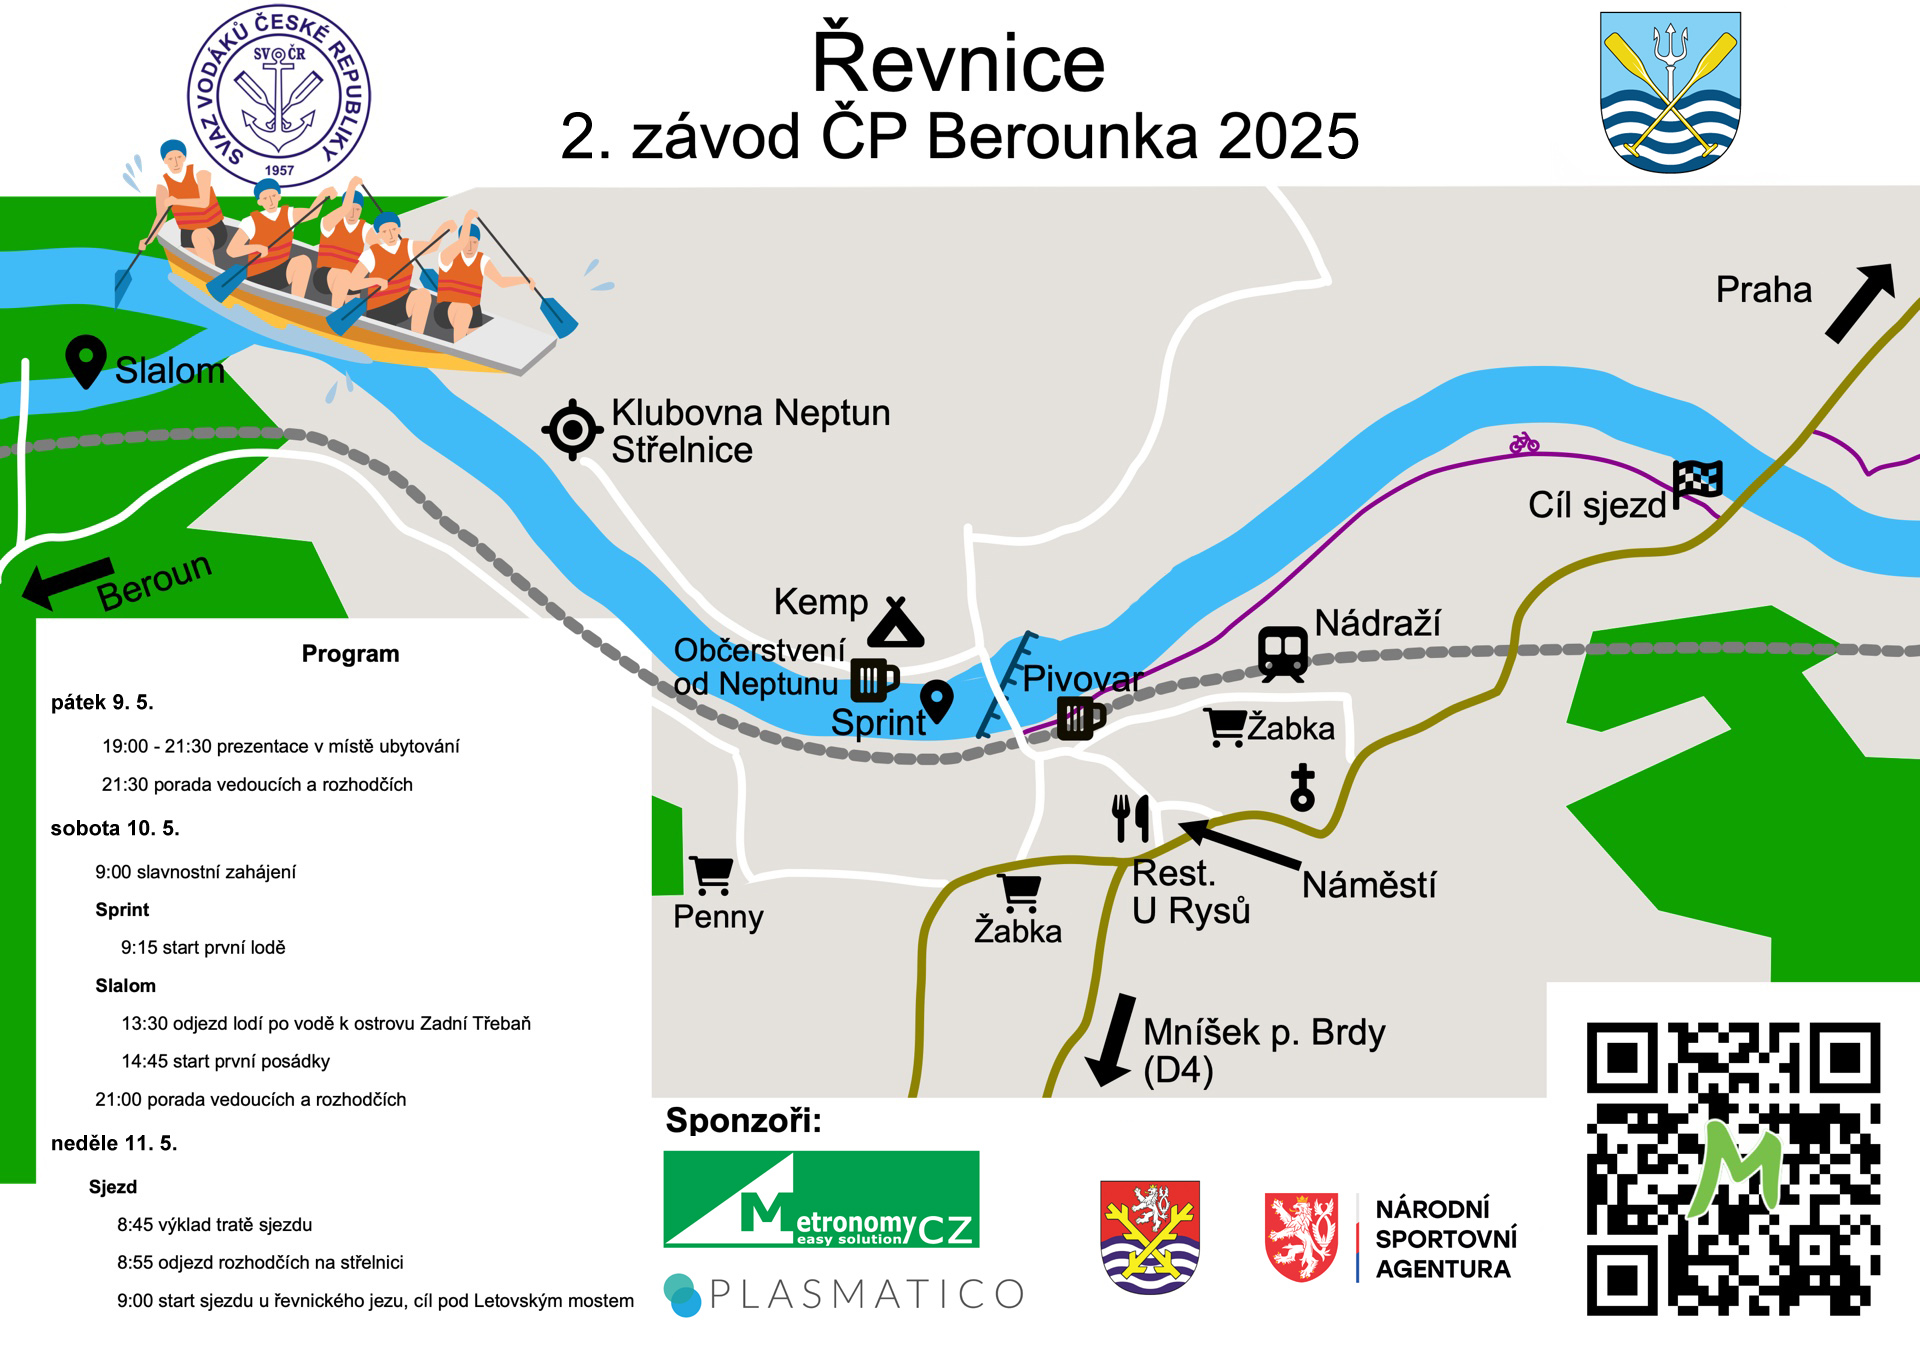 SVAZ VODÁKŮ ČESKÉ REPUBLIKY
SV ČR
1957
Řevnice
2. závod ČP Berounka 2025
Praha
Slalom
Klubovna Neptun
Střelnice
Cíl sjezd
Beroun
Kemp
Občerstvení
od Neptunu
Sprint
Pivovar
Nádraží
Žabka
Penny
Žabka
Rest.
U Rysů
Náměstí
Mníšek p. Brdy
(D4)
Program
pátek 9. 5.
19:00 - 21:30 prezentace v místě ubytování
21:30 porada vedoucích a rozhodčích
sobota 10. 5.
9:00 slavnostní zahájení
Sprint
9:15 start první lodě
Slalom
13:30 odjezd lodí po vodě k ostrovu Zadní Třebaň
14:45 start první posádky
21:00 porada vedoucích a rozhodčích
neděle 11. 5.
Sjezd
8:45 výklad tratě sjezdu
8:55 odjezd rozhodčích na střelnici
9:00 start sjezdu u řevnického jezu, cíl pod Letovským mostem
Sponzoři:
Metronomy CZ
easy solution
PLASMATICO
NÁRODNÍ
SPORTOVNÍ
AGENTURA
M